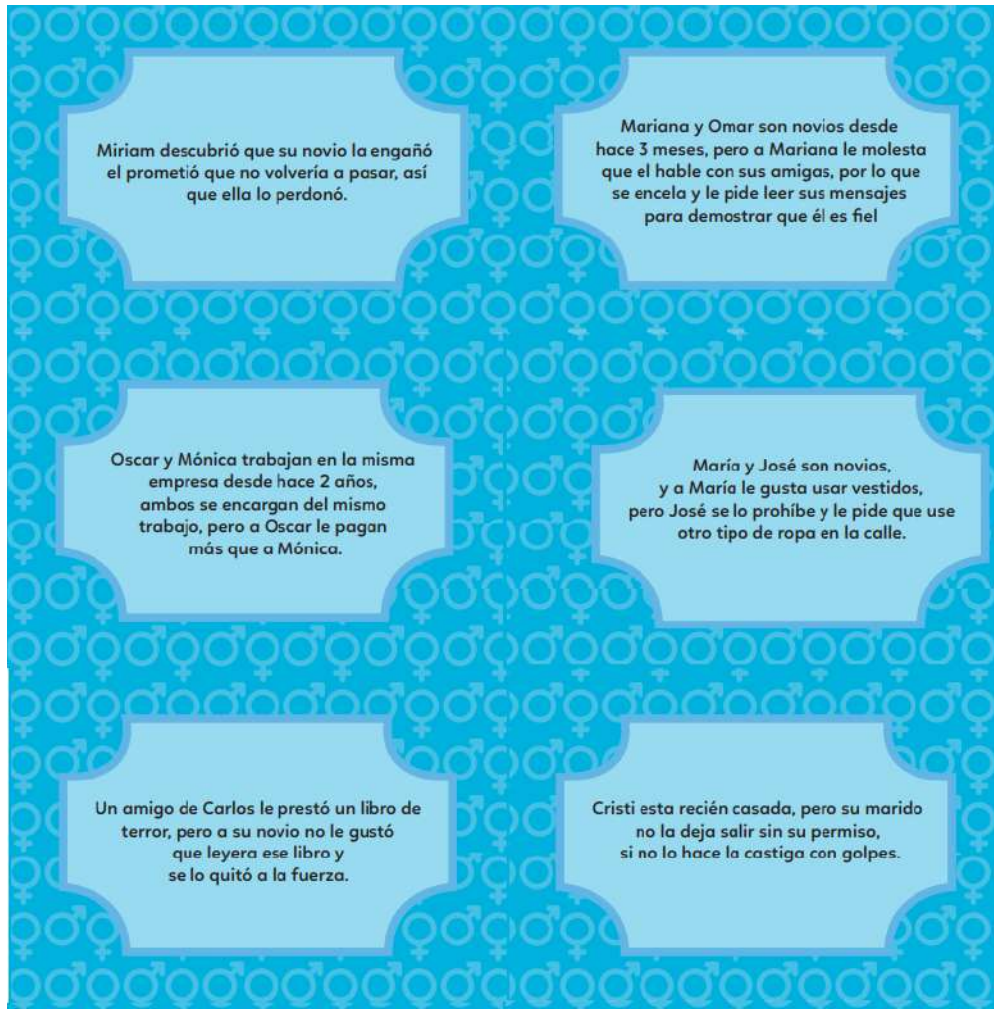 Miriam descubrió que su novio la engañó
el prometió que no volvería a pasar, así
que ella lo perdonó.
Mariana y Omar son novios desde
hace 3 meses, pero a Mariana le molesta
que el hable con sus amigas, por lo que
se encela y le pide leer sus mensajes
para demostrar que él es fiel
Oscar y Mónica trabajan en la misma
empresa desde hace 2 años,
ambos se encargan del mismo
trabajo, pero a Oscar le pagan
más que a Mónica.
María y José son novios,
y a María le gusta usar vestidos,
pero José se lo prohíbe y le pide que use
otro tipo de ropa en la calle.
Un amigo de Carlos le prestó un libro de
terror, pero a su novio no le gustó
que leyera ese libro y
se lo quitó a la fuerza.
Cristi esta recién casada, pero su marido
no la deja salir sin su permiso,
si no lo hace la castiga con golpes.